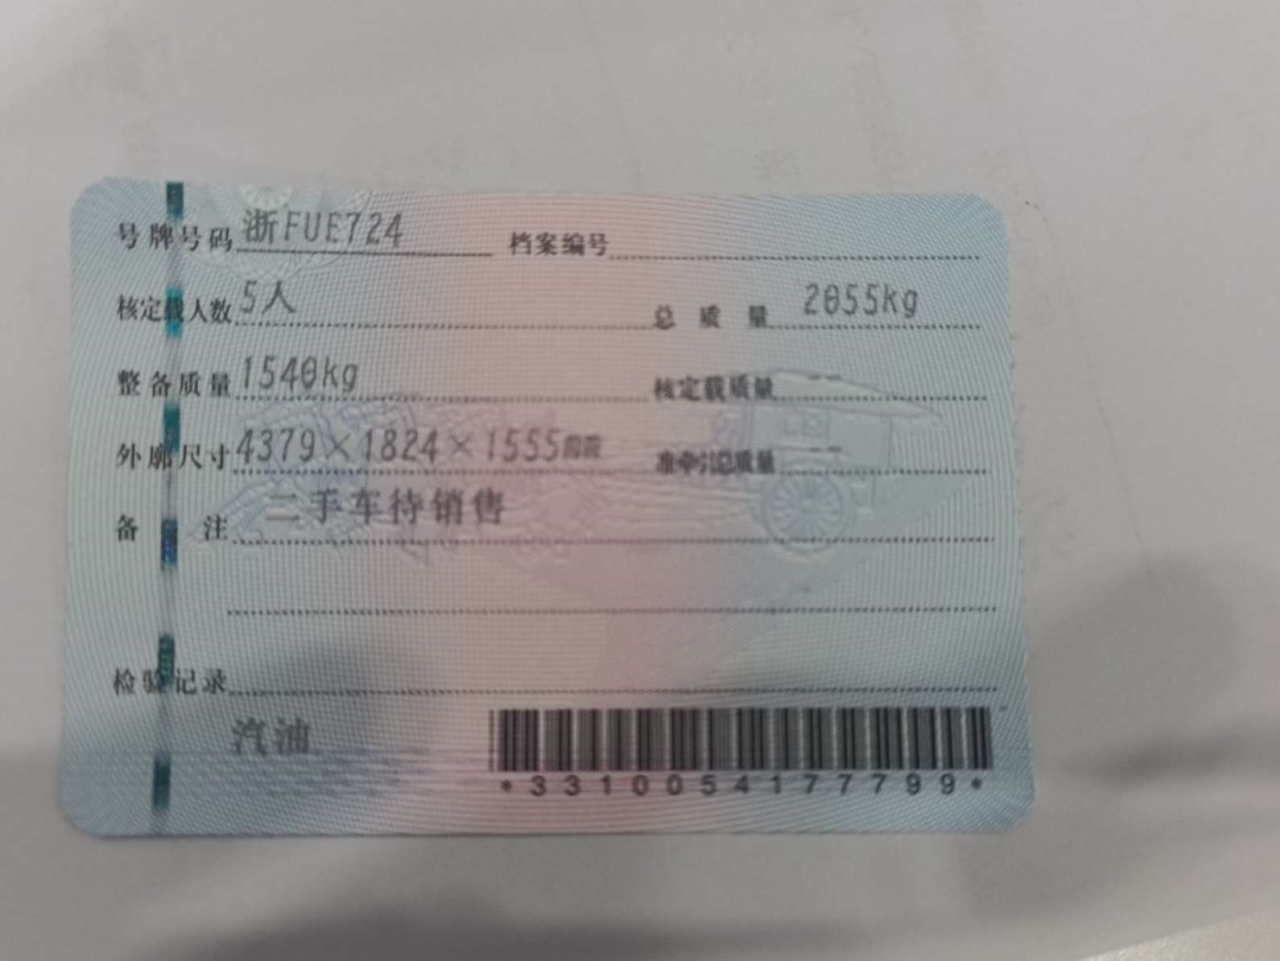 号牌号码 浙FUE724 档案编号
核定载人数 5人 总质量 2055kg
整备质量 1540kg 核定载质量 --
外廓尺寸 4379×1824×1555mm 准牵引总质量 --
备注 二手车待销售
检验记录
汽油
*3310054177799*